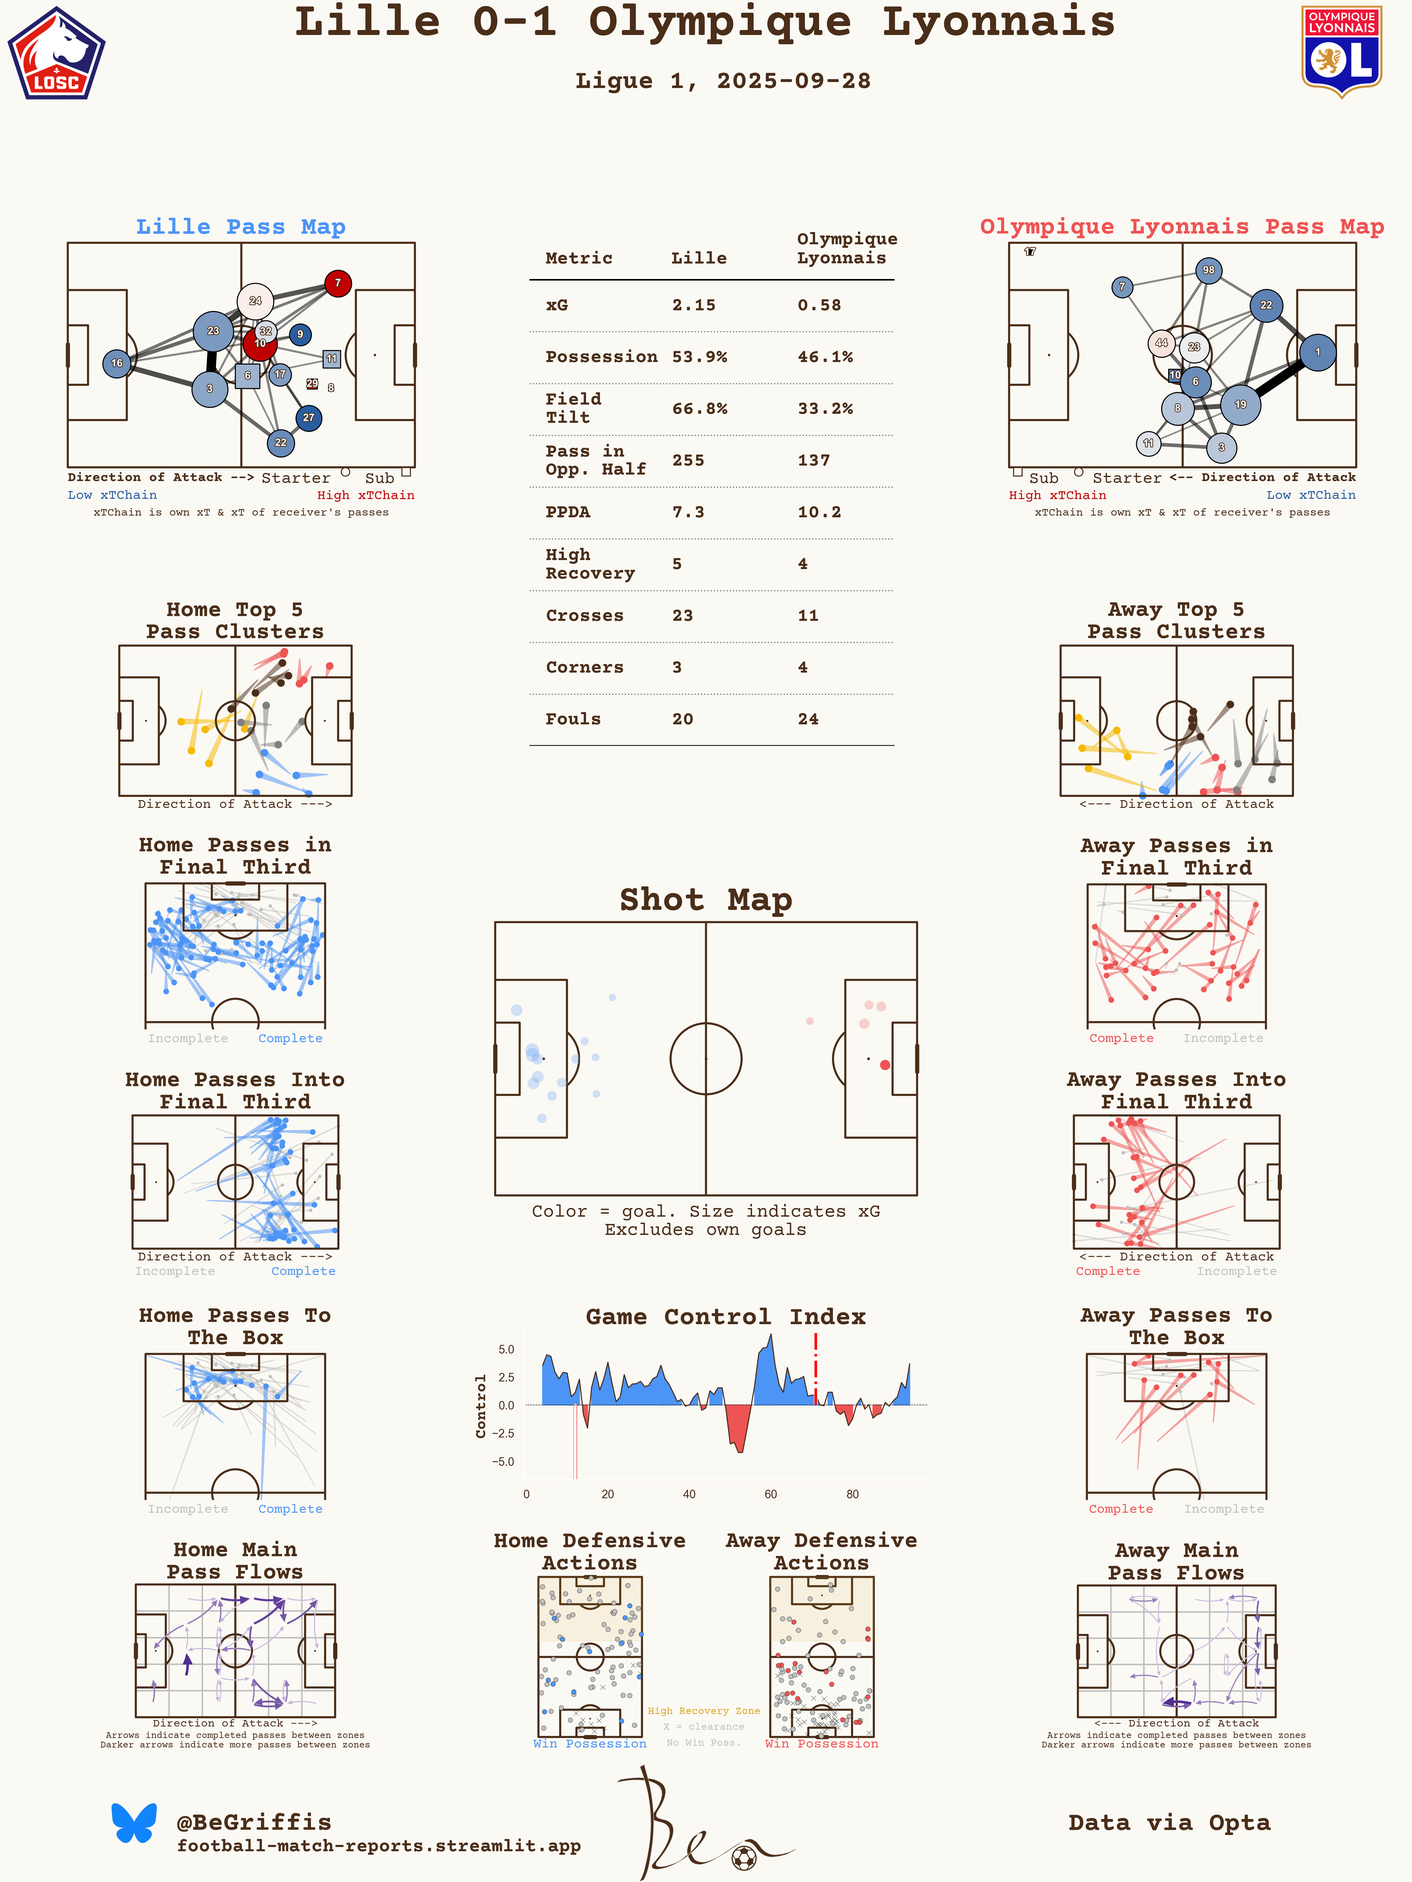 Lille 0-1 Olympique Lyonnais
Ligue 1, 2025-09-28
LOSC
OLYMPIQUE
LYONNAIS
OL
Lille Pass Map
24
7
23
32
9
10
16
11
6
17
3
29
8
27
22
Direction of Attack --> Starter Sub
Low xTChain High xTChain
xTChain is own xT & xT of receiver's passes
Metric Lille Olympique Lyonnais
xG 2.15 0.58
Possession 53.9% 46.1%
Field Tilt 66.8% 33.2%
Pass in Opp. Half 255 137
PPDA 7.3 10.2
High Recovery 5 4
Crosses 23 11
Corners 3 4
Fouls 20 24
Olympique Lyonnais Pass Map
17
98
7
22
44
23
1
10
6
8
19
11
3
Sub Starter <-- Direction of Attack
High xTChain Low xTChain
xTChain is own xT & xT of receiver's passes
Home Top 5
Pass Clusters
Direction of Attack --->
Away Top 5
Pass Clusters
<--- Direction of Attack
Home Passes in
Final Third
Incomplete Complete
Away Passes in
Final Third
Complete Incomplete
Shot Map
Color = goal. Size indicates xG
Excludes own goals
Home Passes Into
Final Third
Direction of Attack --->
Incomplete Complete
Away Passes Into
Final Third
<--- Direction of Attack
Complete Incomplete
Home Passes To
The Box
Incomplete Complete
Game Control Index
Control
5.0
2.5
0.0
−2.5
−5.0
0 20 40 60 80
Away Passes To
The Box
Complete Incomplete
Home Main
Pass Flows
Direction of Attack --->
Arrows indicate completed passes between zones
Darker arrows indicate more passes between zones
Home Defensive
Actions
Win Possession
High Recovery Zone
X = clearance
No Win Poss.
Away Defensive
Actions
Win Possession
Away Main
Pass Flows
<--- Direction of Attack
Arrows indicate completed passes between zones
Darker arrows indicate more passes between zones
@BeGriffis
football-match-reports.streamlit.app
Ben
Data via Opta